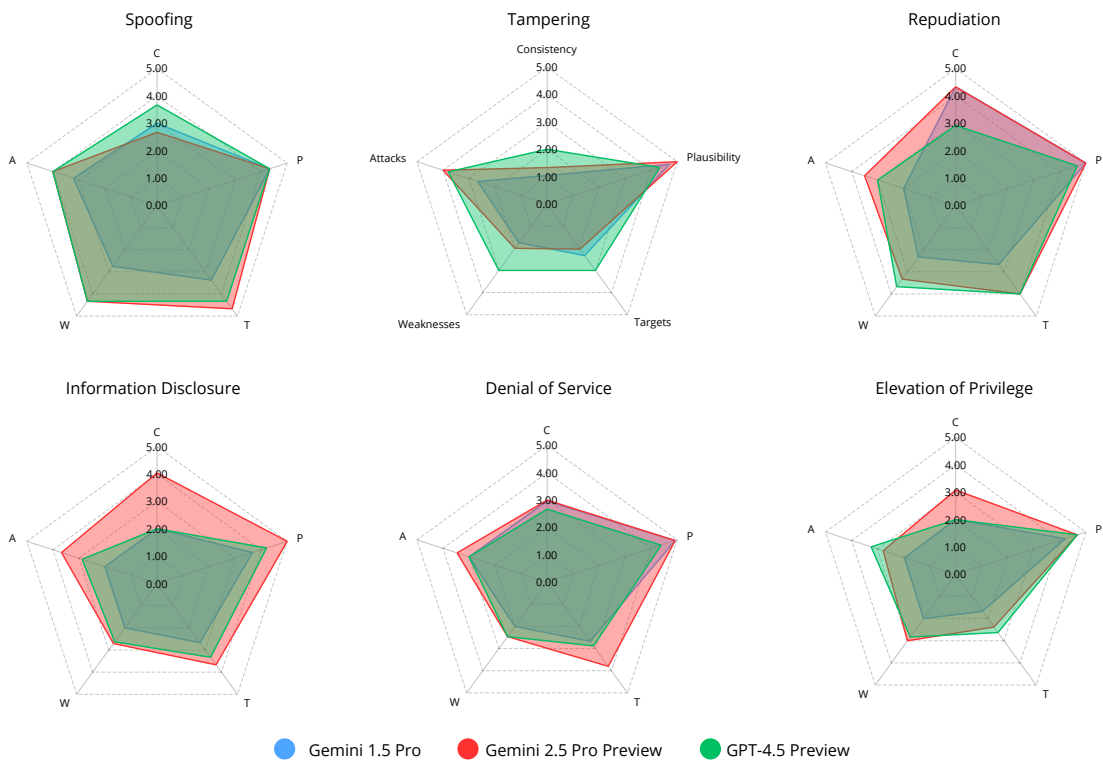 Spoofing
Tampering
Repudiation
C
5.00
4.00
3.00
2.00
1.00
0.00
A
P
W
T
Consistency
5.00
4.00
3.00
2.00
1.00
0.00
Attacks
Plausibility
Weaknesses
Targets
C
5.00
4.00
3.00
2.00
1.00
0.00
A
P
W
T
Information Disclosure
Denial of Service
Elevation of Privilege
C
5.00
4.00
3.00
2.00
1.00
0.00
A
P
W
T
C
5.00
4.00
3.00
2.00
1.00
0.00
A
P
W
T
C
5.00
4.00
3.00
2.00
1.00
0.00
A
P
W
T
Gemini 1.5 Pro
Gemini 2.5 Pro Preview
GPT-4.5 Preview